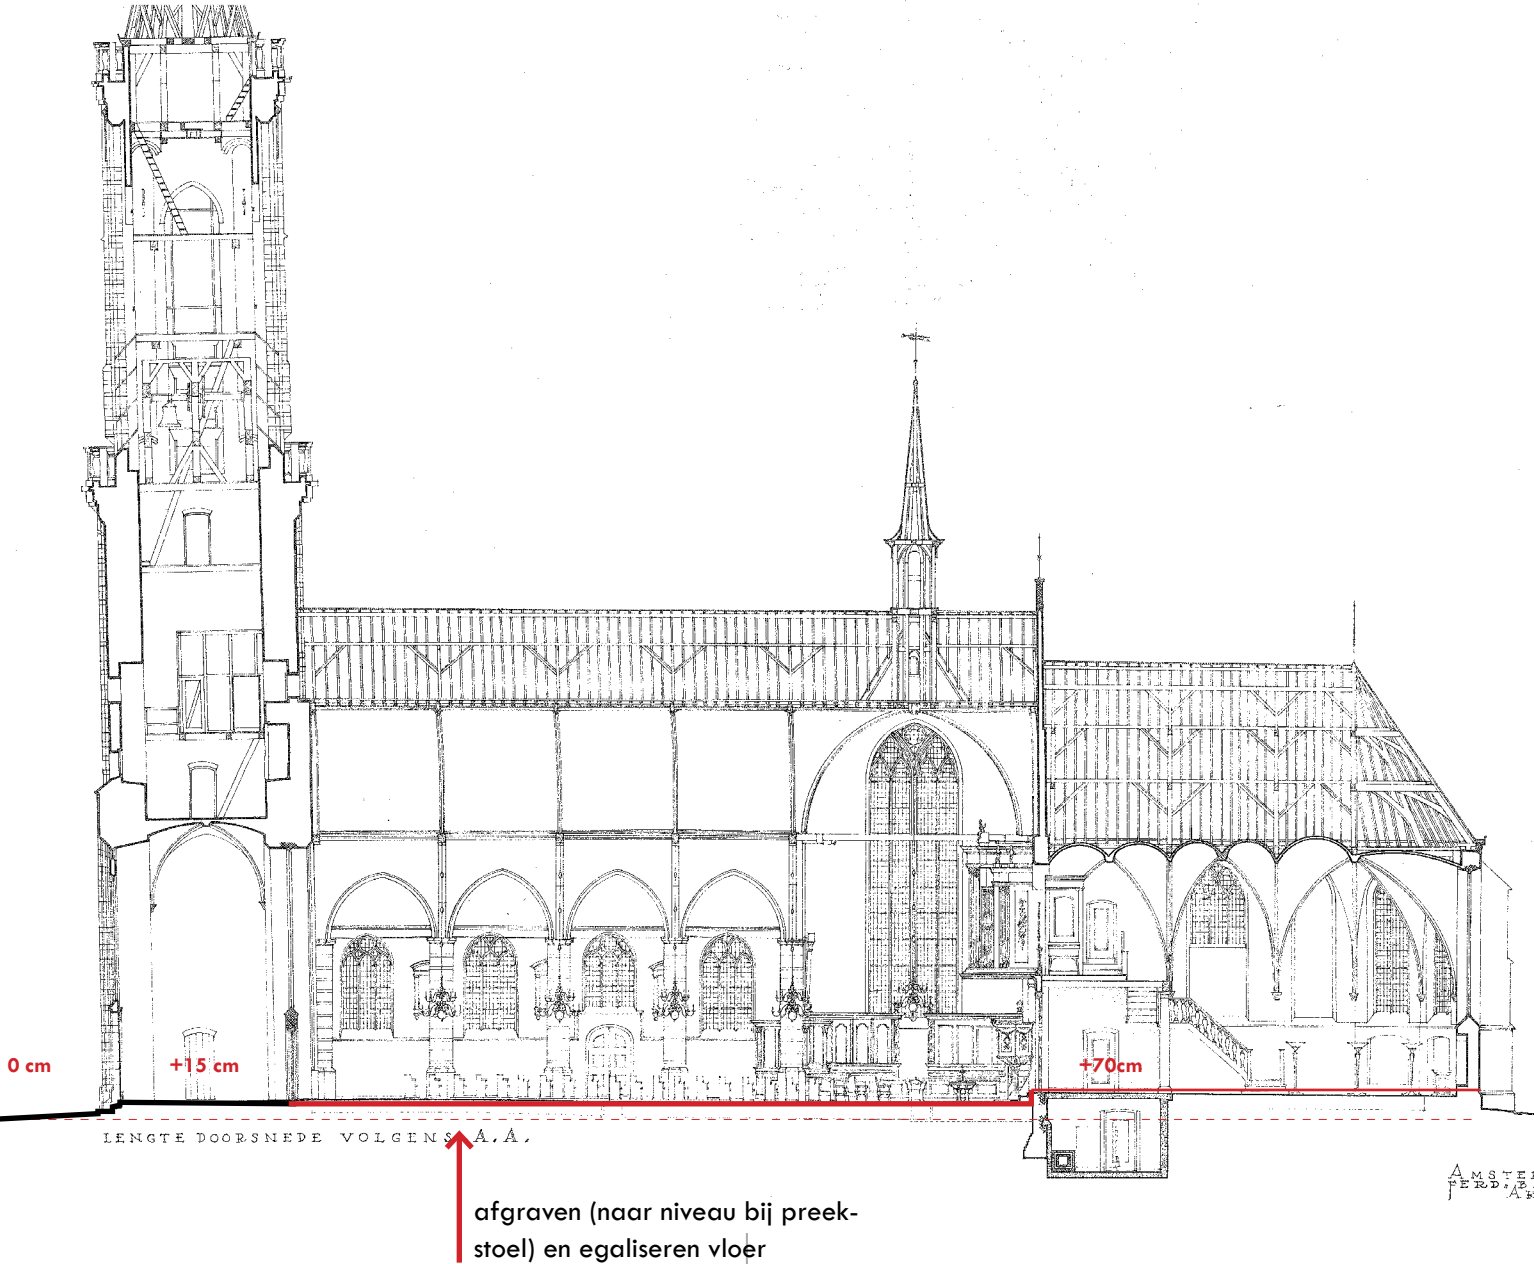 0 cm
+15 cm
+70cm
LENGTE DOORSNEDE VOLGENS A.A.
afgraven (naar niveau bij preek-
stoel) en egaliseren vloer